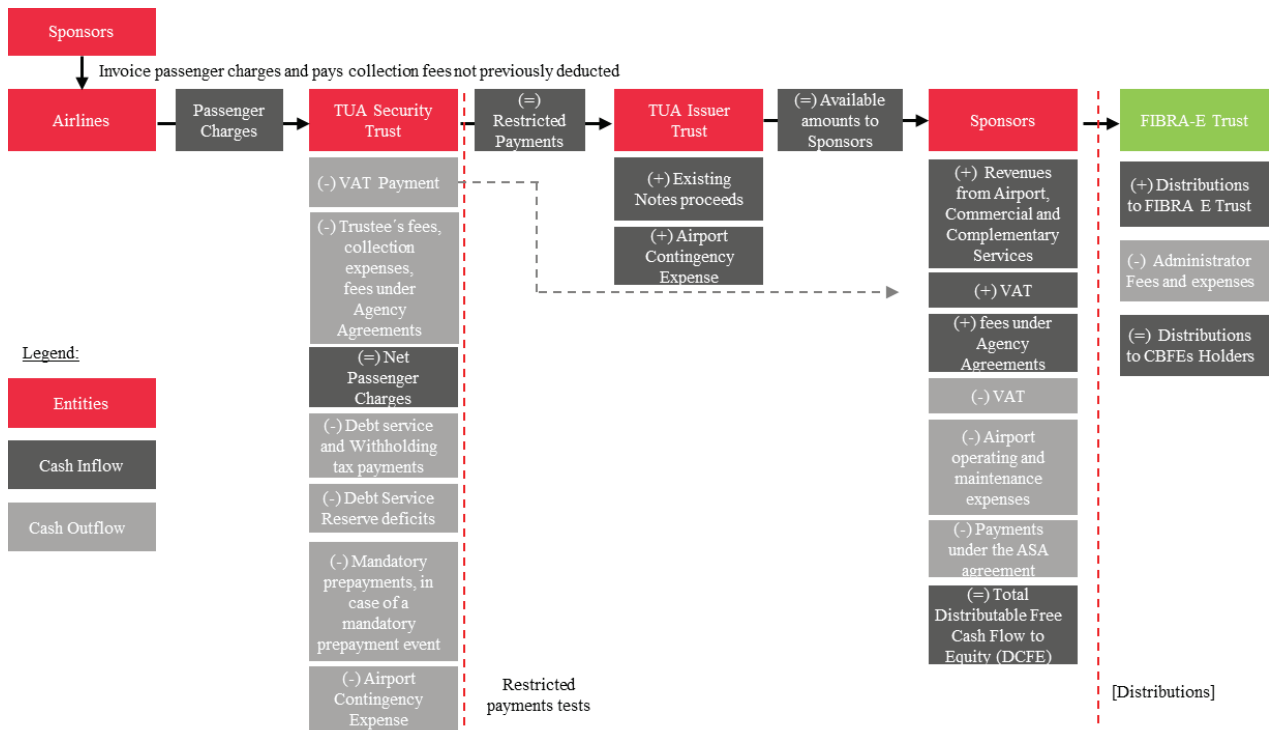 Sponsors
Invoice passenger charges and pays collection fees not previously deducted
Airlines
Passenger
Charges
TUA Security
Trust
(=)
Restricted
Payments
TUA Issuer
Trust
(=) Available
amounts to
Sponsors
Sponsors
FIBRA-E Trust
(-) VAT Payment
(-) Trustee´s fees,
collection
expenses,
fees under
Agency
Agreements
(=) Net
Passenger
Charges
(-) Debt service
and Withholding
tax payments
(-) Debt Service
Reserve deficits
(-) Mandatory
prepayments, in
case of a
mandatory
prepayment event
(-) Airport
Contingency
Expense
Restricted
payments tests
(+) Existing
Notes proceeds
(+) Airport
Contingency
Expense
(+) Revenues
from Airport,
Commercial and
Complementary
Services
(+) VAT
(+) fees under
Agency
Agreements
(-) VAT
(-) Airport
operating and
maintenance
expenses
(-) Payments
under the ASA
agreement
(=) Total
Distributable Free
Cash Flow to
Equity (DCFE)
(+) Distributions
to FIBRA E Trust
(-) Administrator
Fees and expenses
(=) Distributions
to CBFEs Holders
[Distributions]
Legend:
Entities
Cash Inflow
Cash Outflow